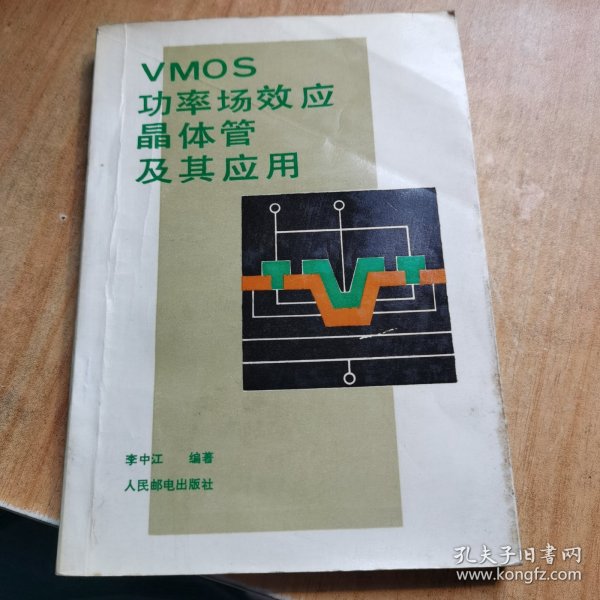 VMOS
功率场效应
晶体管
及其应用
李中江 编著
人民邮电出版社
孔夫子旧书网
www.kongfz.com